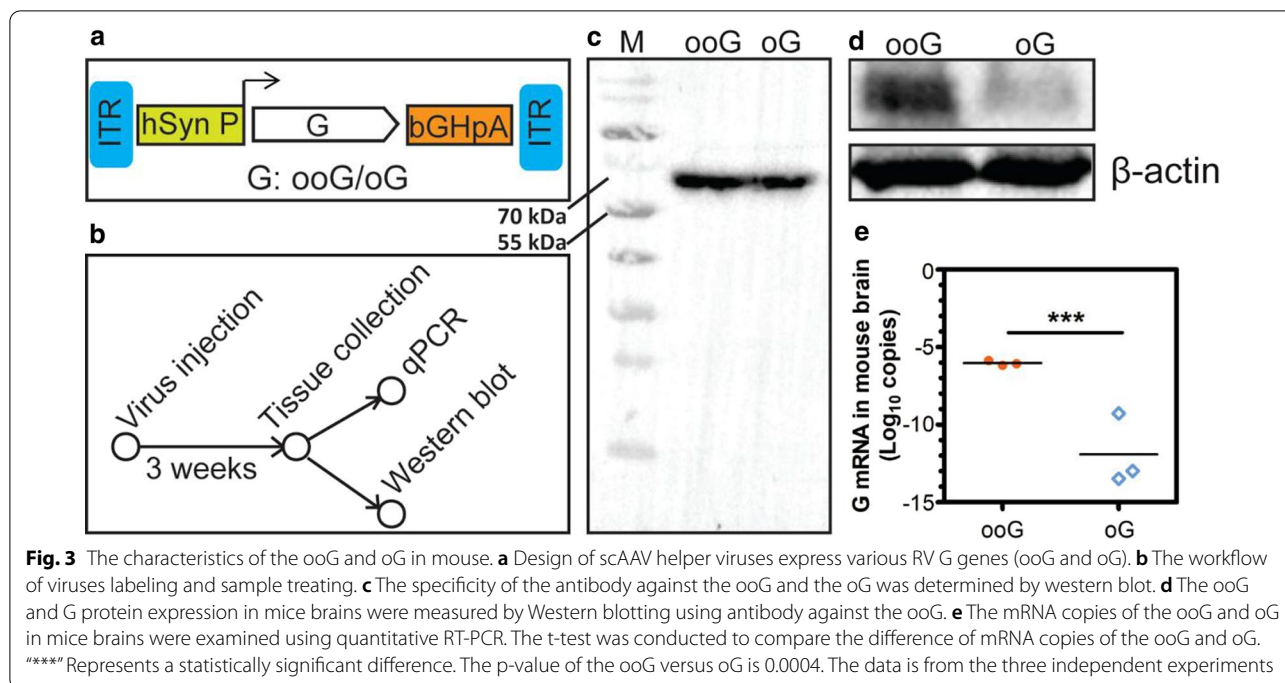 a
ITR
hSyn P
G
bGHpA
ITR
G: ooG/oG
b
Virus injection
3 weeks
Tissue collection
qPCR
Western blot
c
M ooG oG
70 kDa
55 kDa
d
ooG oG
β-actin
e
G mRNA in mouse brain
(Log10 copies)
0
-5
-10
-15
***
ooG oG
Fig. 3 The characteristics of the ooG and oG in mouse. a Design of scAAV helper viruses express various RV G genes (ooG and oG). b The workflow
of viruses labeling and sample treating. c The specificity of the antibody against the ooG and the oG was determined by western blot. d The ooG
and G protein expression in mice brains were measured by Western blotting using antibody against the ooG. e The mRNA copies of the ooG and oG
in mice brains were examined using quantitative RT-PCR. The t-test was conducted to compare the difference of mRNA copies of the ooG and oG.
“***” Represents a statistically significant difference. The p-value of the ooG versus oG is 0.0004. The data is from the three independent experiments